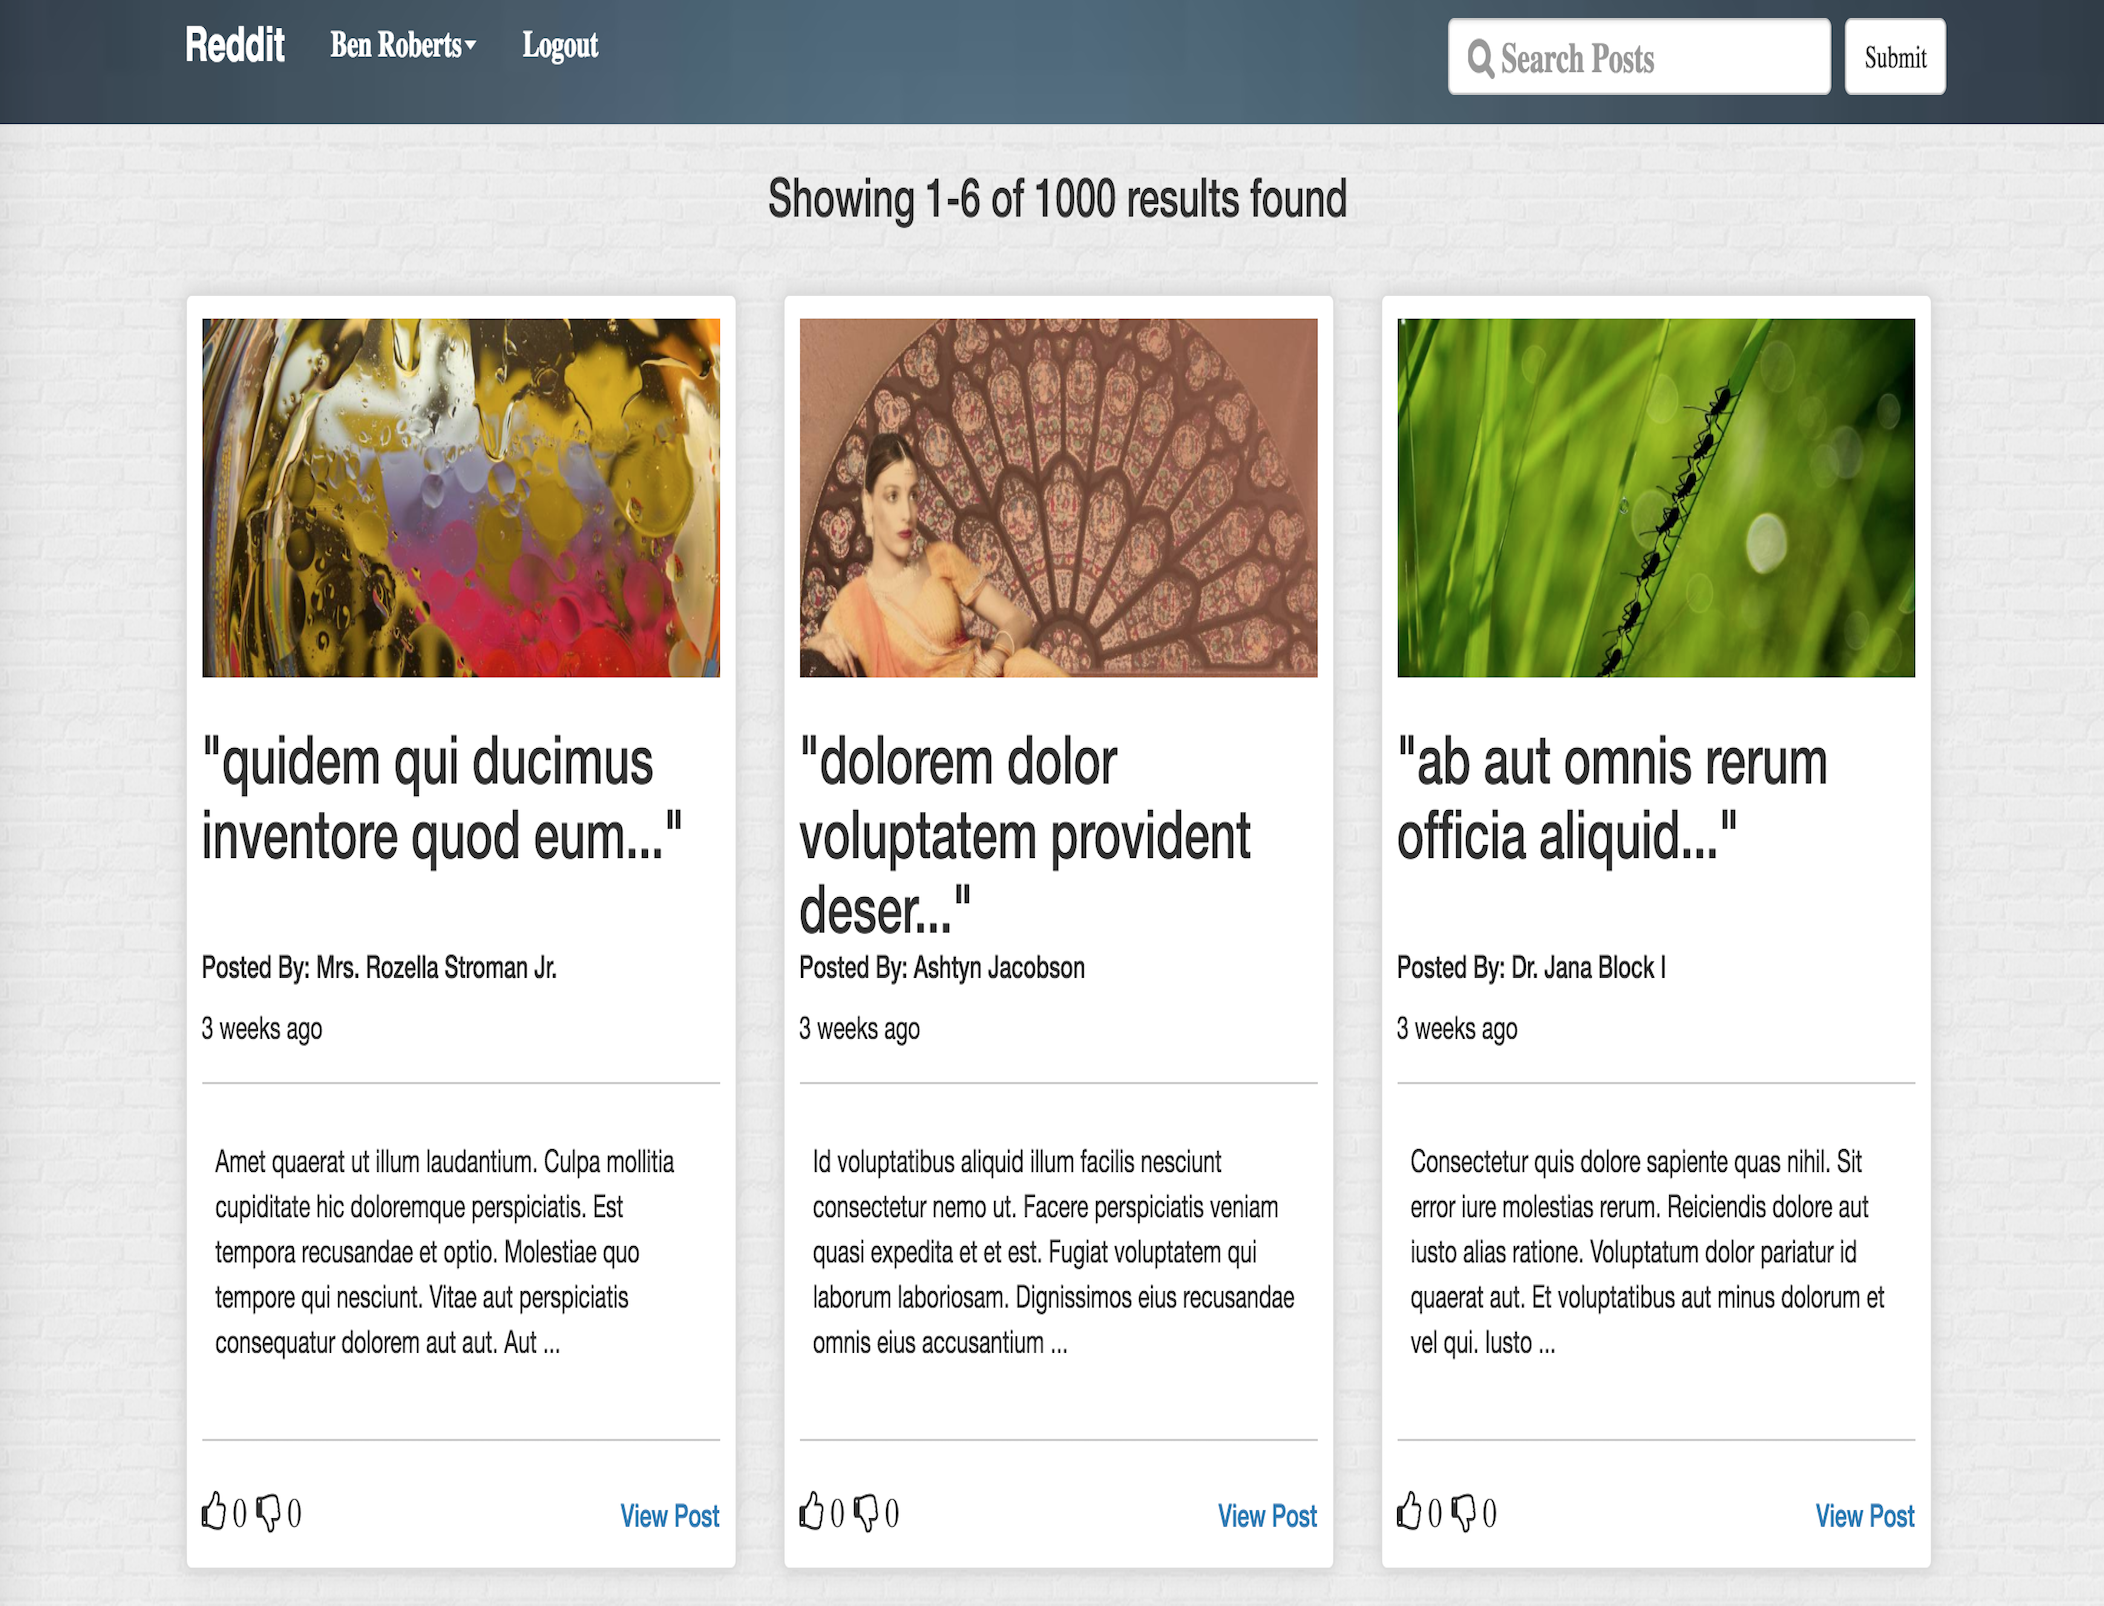 Reddit Ben Roberts Logout Search Posts Submit
Showing 1-6 of 1000 results found
"quidem qui ducimus
inventore quod eum..."
Posted By: Mrs. Rozella Stroman Jr.
3 weeks ago
Amet quaerat ut illum laudantium. Culpa mollitia
cupiditate hic doloremque perspiciatis. Est
tempora recusandae et optio. Molestiae quo
tempore qui nesciunt. Vitae aut perspiciatis
consequatur dolorem aut aut. Aut ...
0 0 View Post
"dolorem dolor
voluptatem provident
deser..."
Posted By: Ashtyn Jacobson
3 weeks ago
Id voluptatibus aliquid illum facilis nesciunt
consectetur nemo ut. Facere perspiciatis veniam
quasi expedita et et est. Fugiat voluptatem qui
laborum laboriosam. Dignissimos eius recusandae
omnis eius accusantium ...
0 0 View Post
"ab aut omnis rerum
officia aliquid..."
Posted By: Dr. Jana Block I
3 weeks ago
Consectetur quis dolore sapiente quas nihil. Sit
error iure molestias rerum. Reiciendis dolore aut
iusto alias ratione. Voluptatum dolor pariatur id
quaerat aut. Et voluptatibus aut minus dolorum et
vel qui. Iusto ...
0 0 View Post